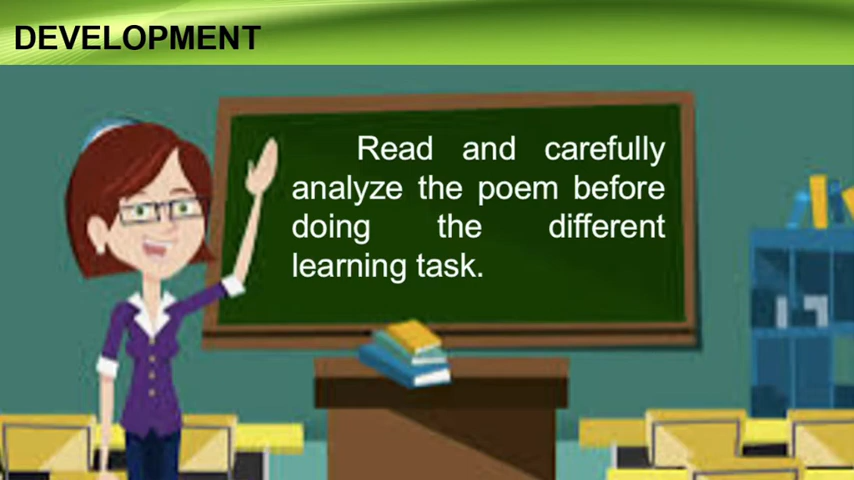 DEVELOPMENT
Read and carefully
analyze the poem before
doing the different
learning task.